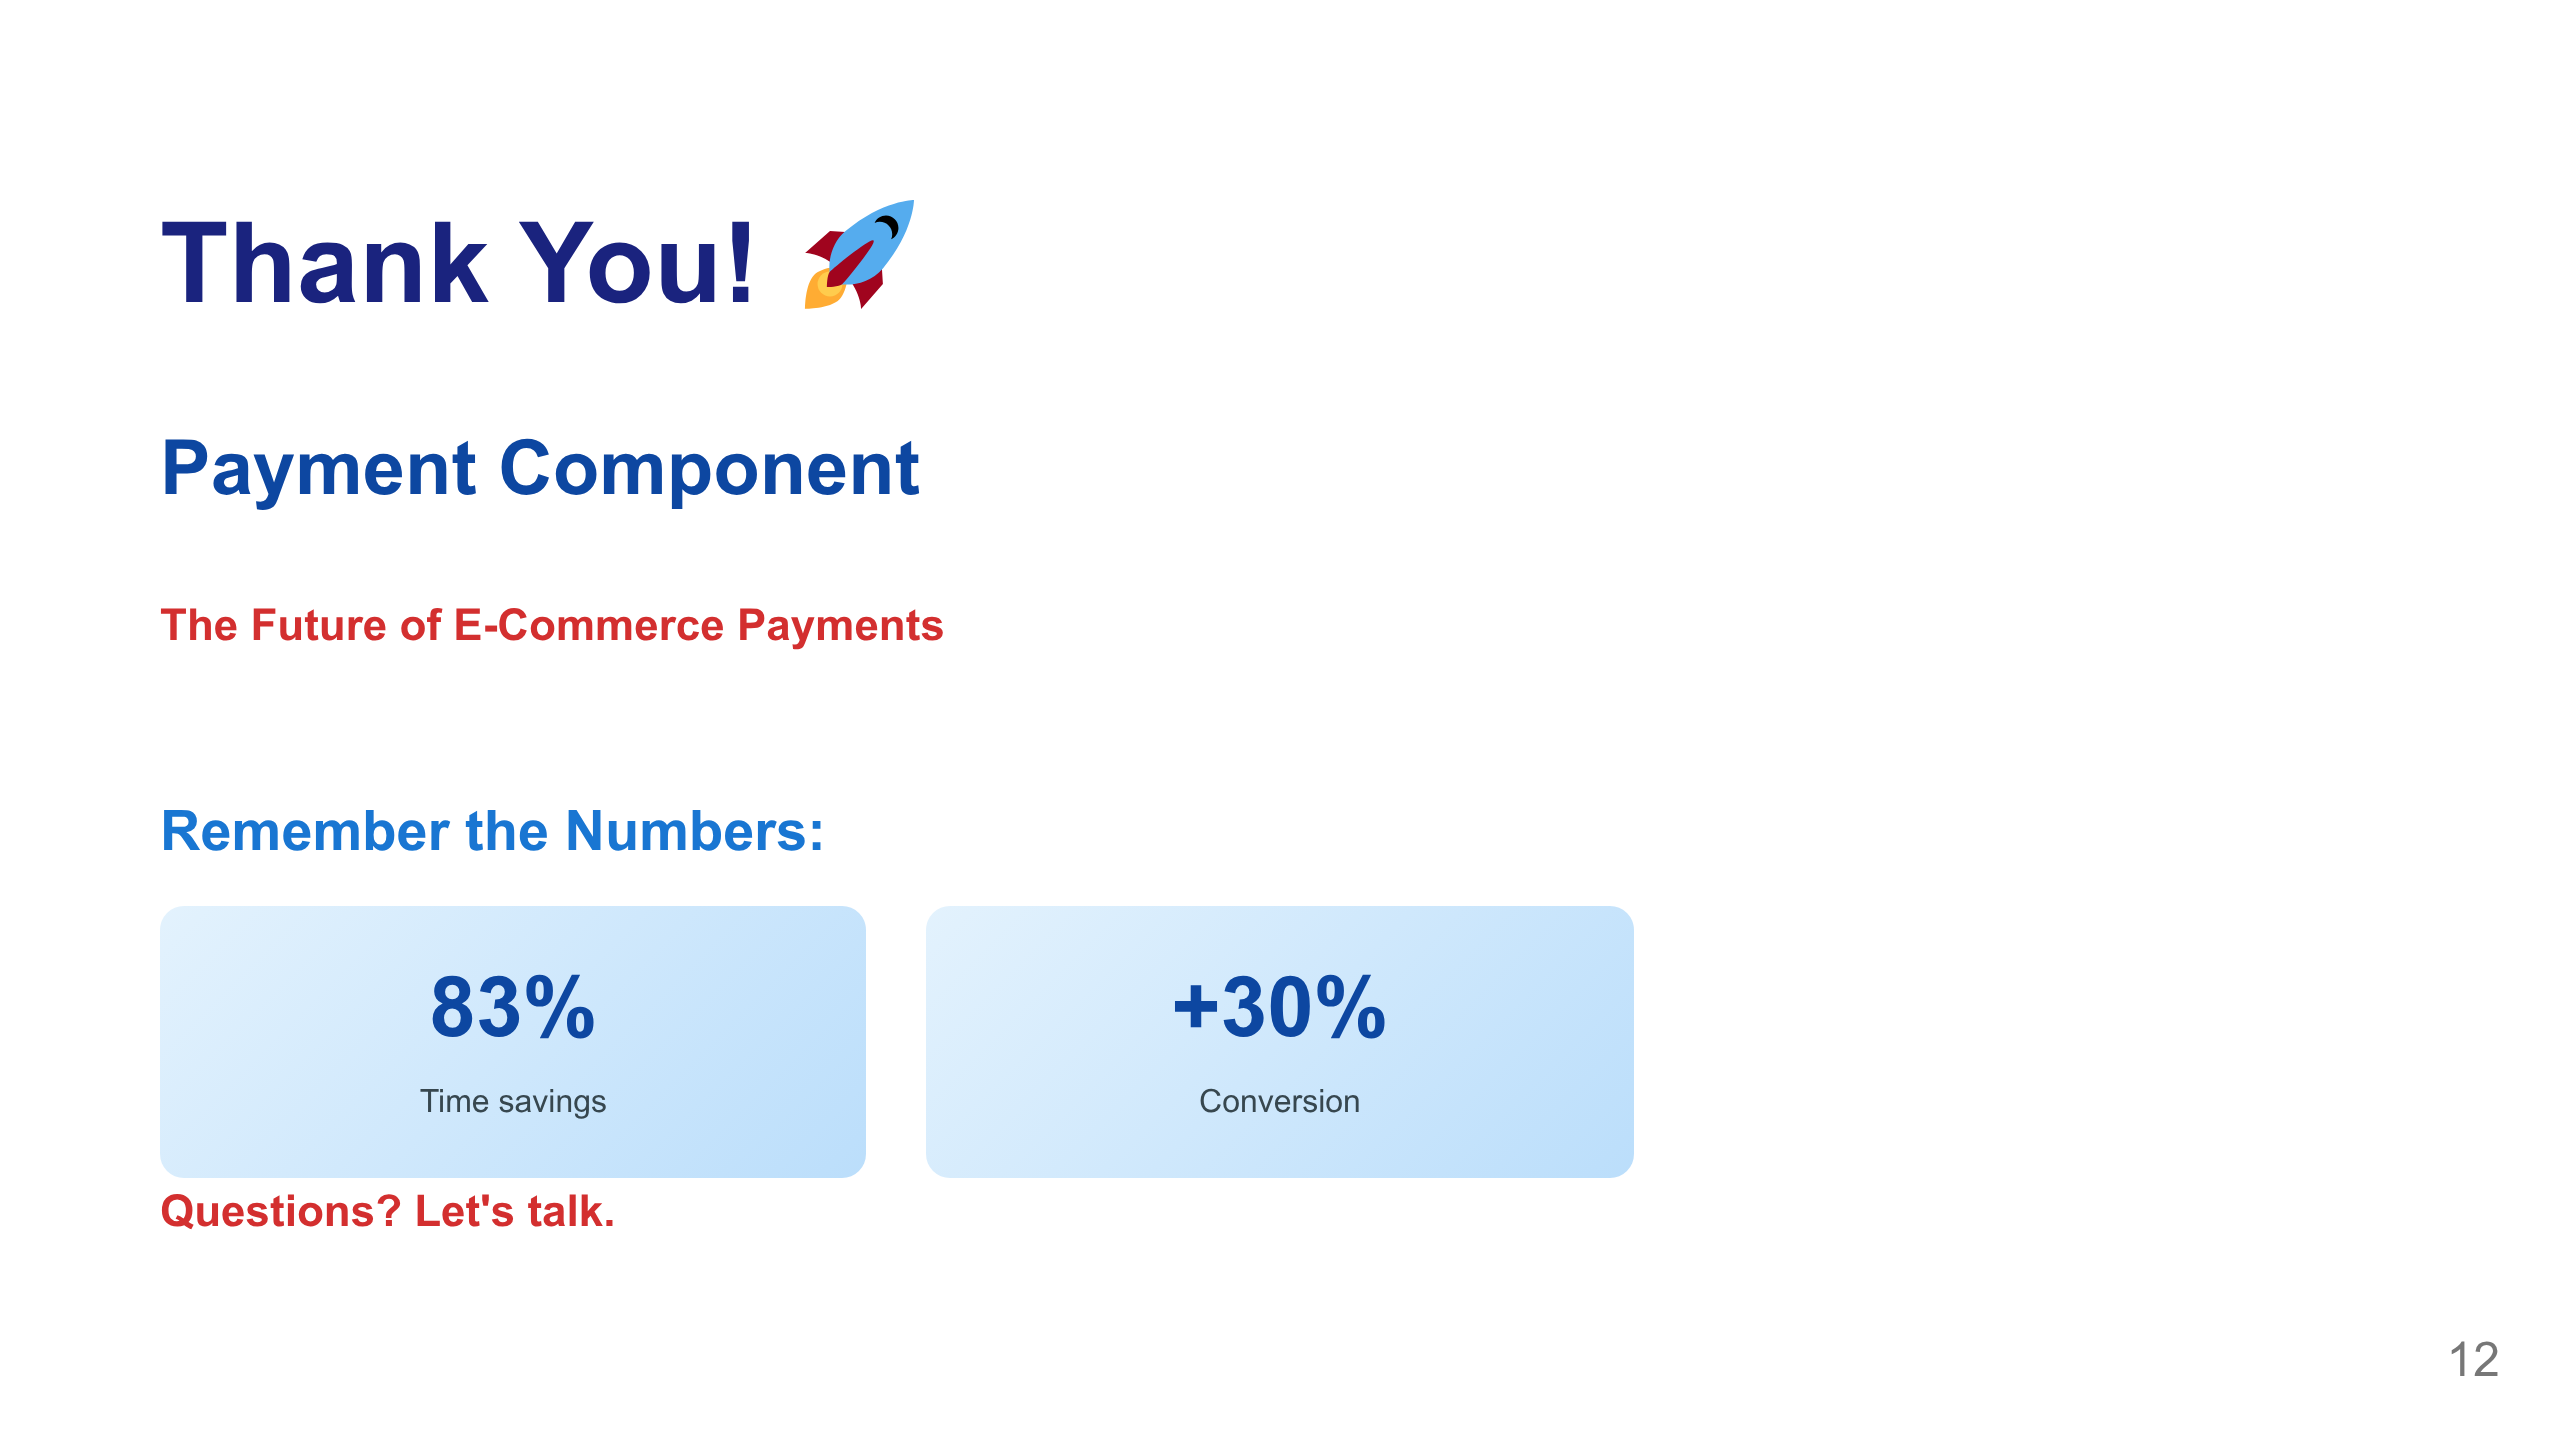 Thank You! 🚀
Payment Component
The Future of E-Commerce Payments
Remember the Numbers:
83%
Time savings
+30%
Conversion
Questions? Let's talk.
12